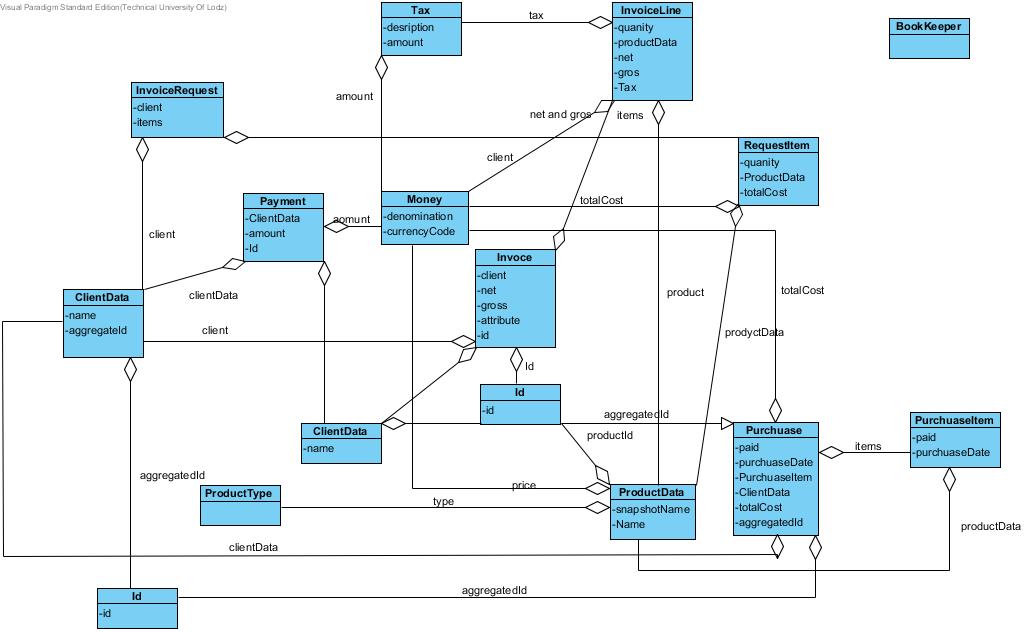 Visual Paradigm Standard Edition(Technical University Of Lodz)
Tax
-desription
-amount
tax
InvoiceLine
-quanity
-productData
-net
-gros
-Tax
BookKeeper
InvoiceRequest
-client
-items
amount
net and gros
items
client
RequestItem
-quanity
-ProductData
-totalCost
Payment
-ClientData
-amount
-Id
aomunt
Money
-denomination
-currencyCode
totalCost
client
clientData
Invoce
-client
-net
-gross
-attribute
-id
product
totalCost
ClientData
-name
-aggregateId
client
prodyctData
Id
Id
-id
aggregatedId
productId
ClientData
-name
Purchuase
-paid
-purchuaseDate
-PurchuaseItem
-ClientData
-totalCost
-aggregatedId
items
PurchuaseItem
-paid
-purchuaseDate
aggregatedId
ProductType
price
type
ProductData
-snapshotName
-Name
productData
clientData
aggregatedId
Id
-id